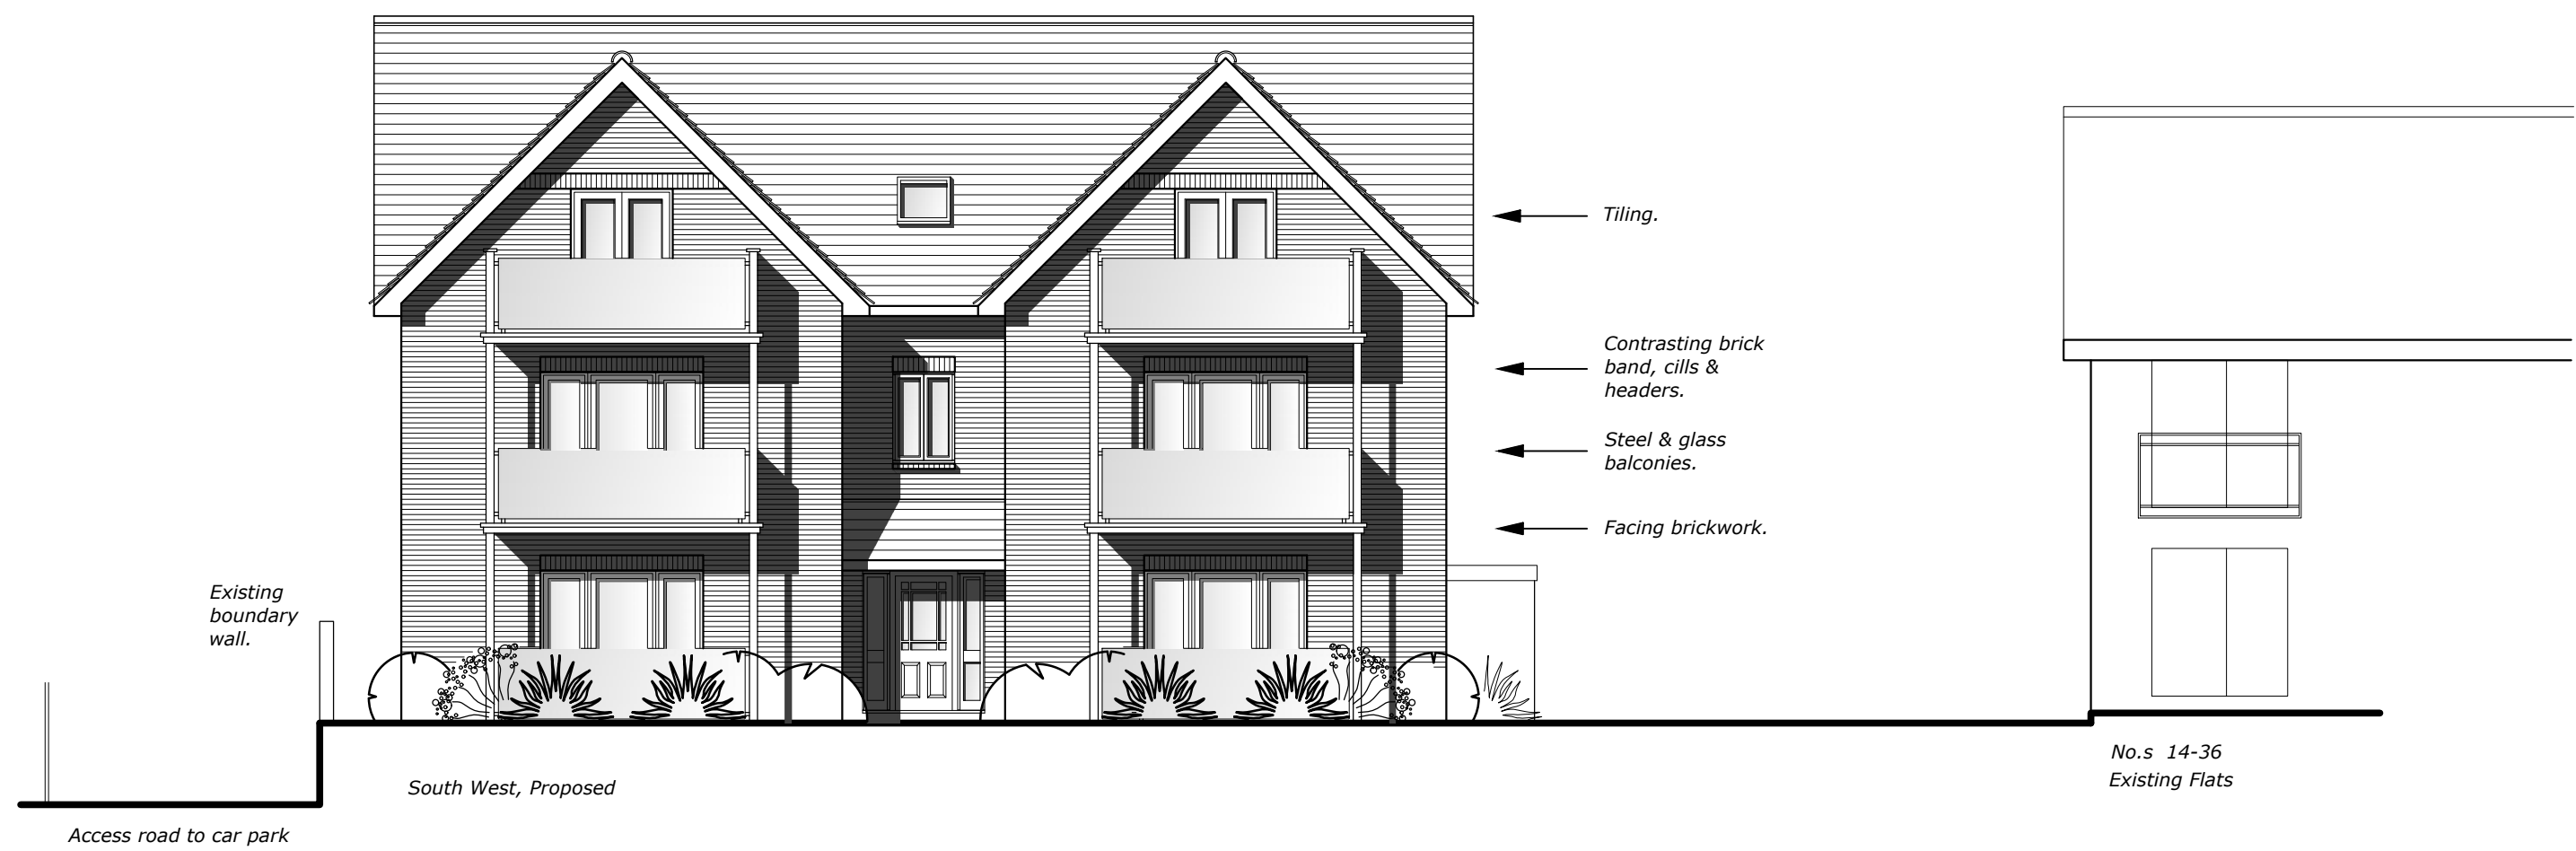 Tiling.
Contrasting brick
band, cills &
headers.
Steel & glass
balconies.
Facing brickwork.
Existing
boundary
wall.
South West, Proposed
No.s 14-36
Existing Flats
Access road to car park